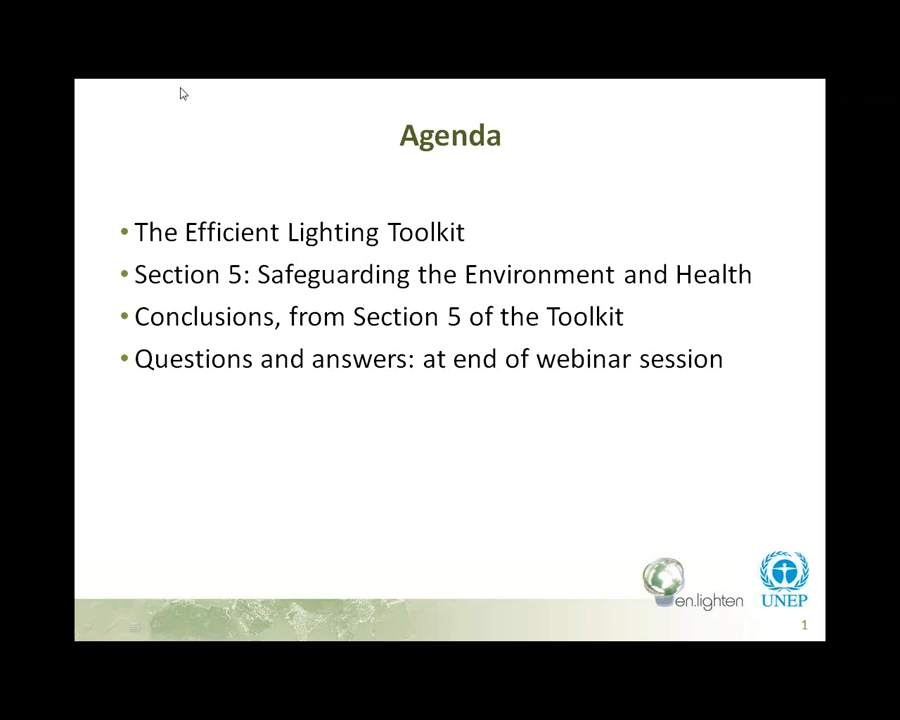 Agenda
• The Efficient Lighting Toolkit
• Section 5: Safeguarding the Environment and Health
• Conclusions, from Section 5 of the Toolkit
• Questions and answers: at end of webinar session
en.lighten
UNEP
1